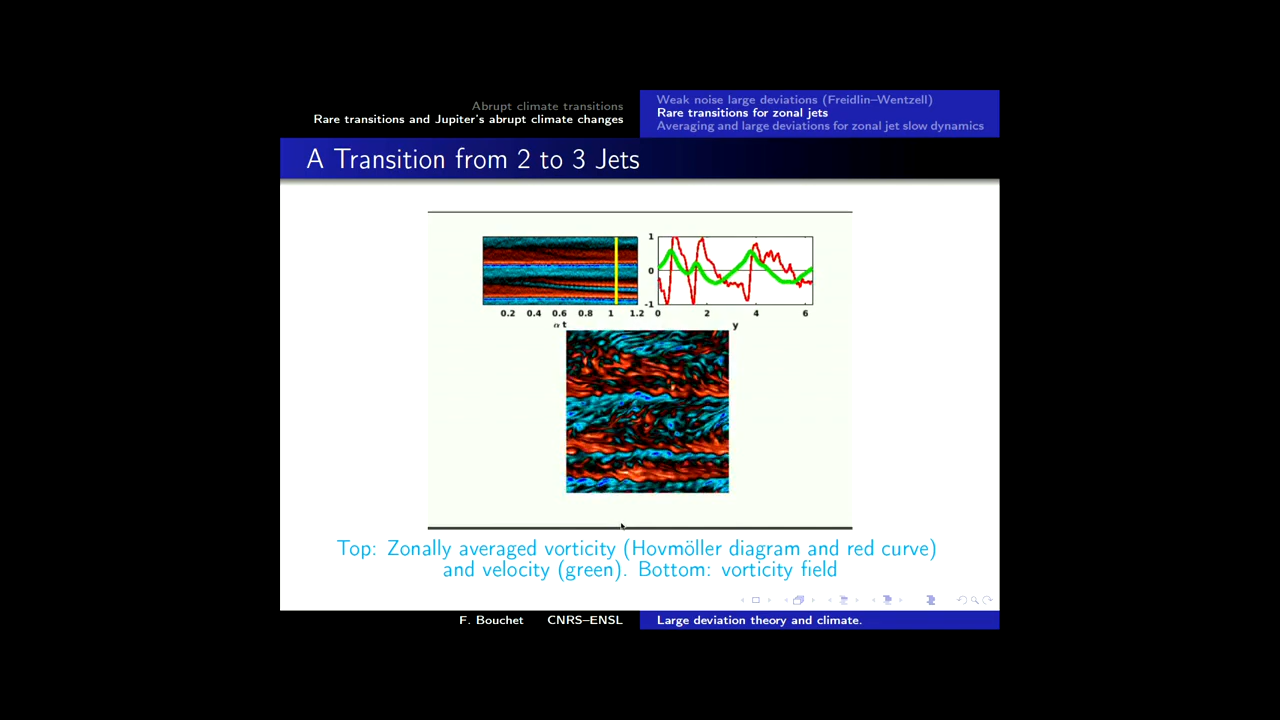 Abrupt climate transitions
Rare transitions and Jupiter's abrupt climate changes
Weak noise large deviations (Freidlin–Wentzell)
Rare transitions for zonal jets
Averaging and large deviations for zonal jet slow dynamics
A Transition from 2 to 3 Jets
0.2 0.4 0.6 0.8 1 1.2
α t
1
0
-1
0 2 4 6
y
Top: Zonally averaged vorticity (Hovmöller diagram and red curve)
and velocity (green). Bottom: vorticity field
F. Bouchet CNRS–ENSL
Large deviation theory and climate.